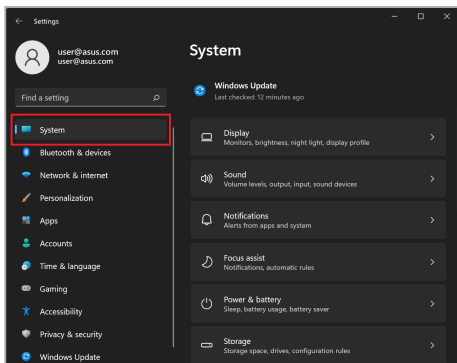 Settings
user@asus.com
user@asus.com
Find a setting
System
Bluetooth & devices
Network & internet
Personalization
Apps
Accounts
Time & language
Gaming
Accessibility
Privacy & security
Windows Update
System
Windows Update
Last checked: 12 minutes ago
Display
Monitors, brightness, night light, display profile
Sound
Volume levels, output, input, sound devices
Notifications
Alerts from apps and system
Focus assist
Notifications, automatic rules
Power & battery
Sleep, battery usage, battery saver
Storage
Storage space, drives, configuration rules